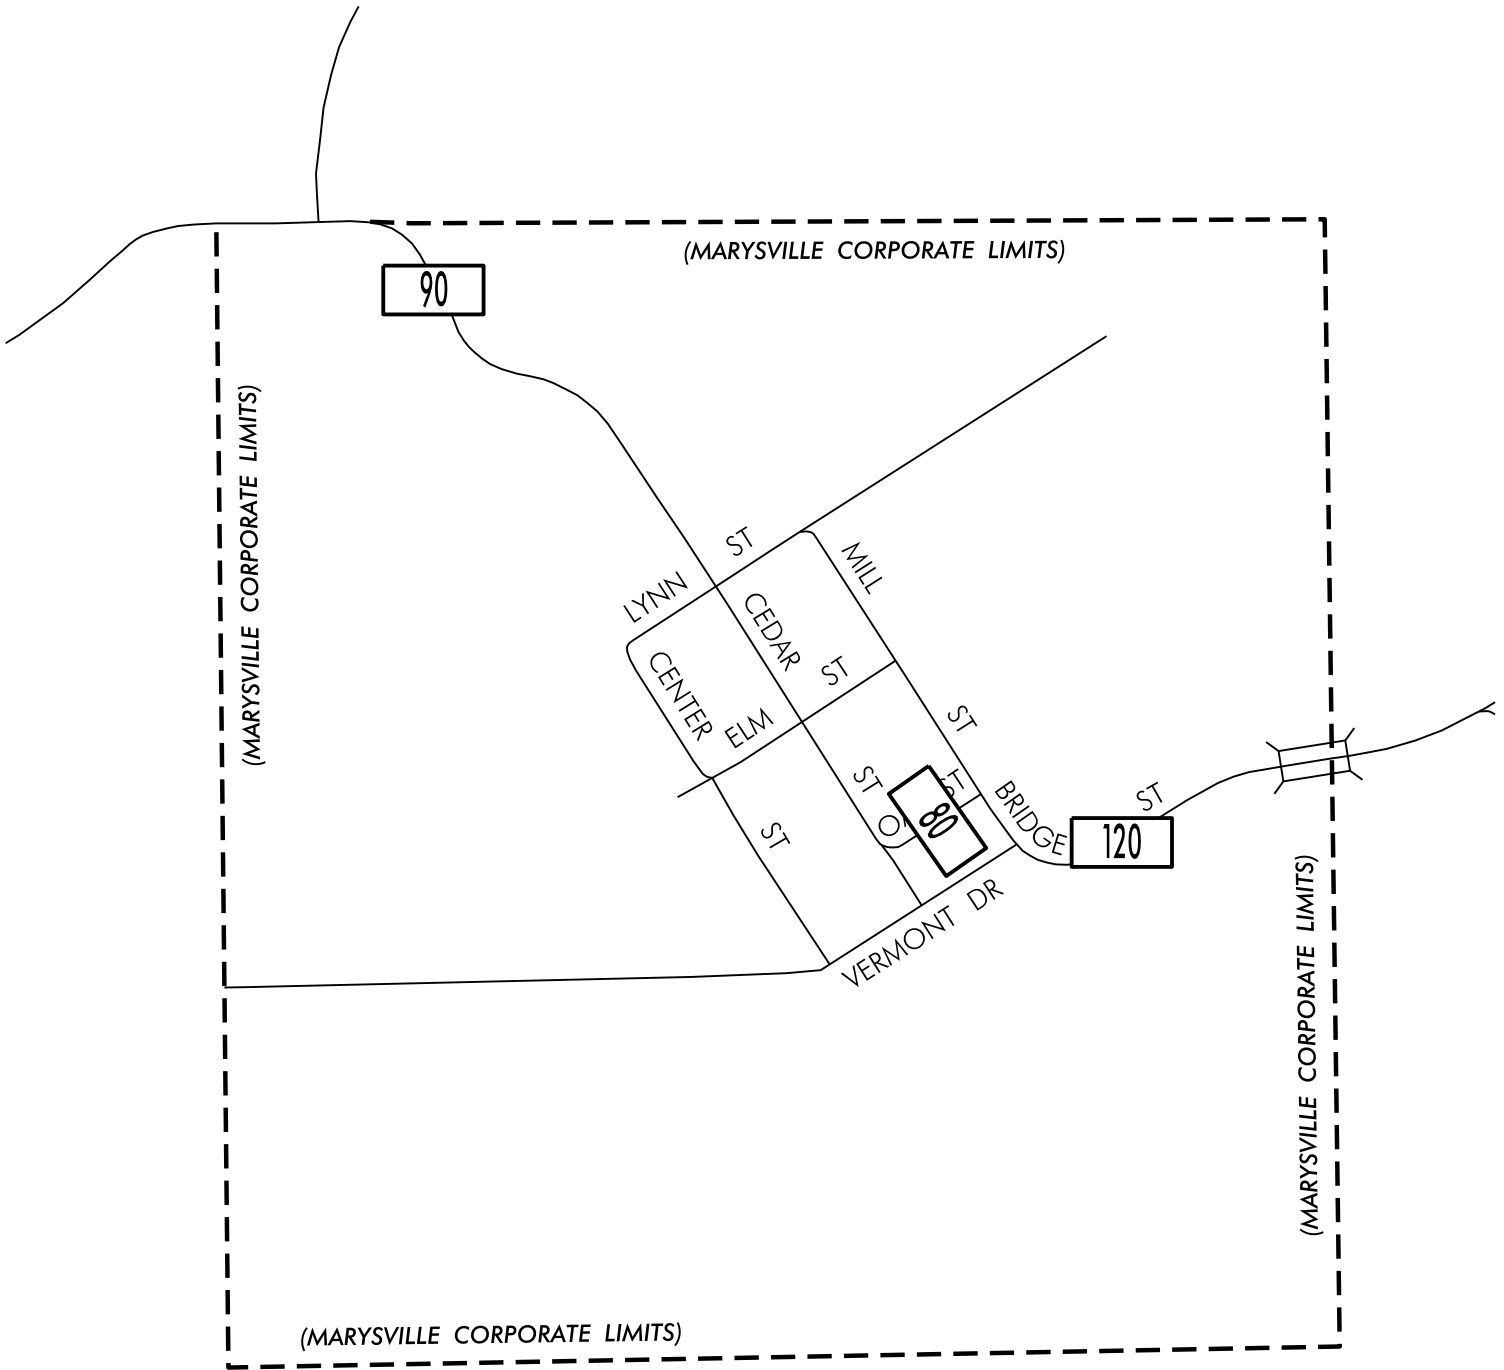 (MARYSVILLE CORPORATE LIMITS)
90
(MARYSVILLE CORPORATE LIMITS)
LYNN ST
MILL ST
CEDAR ST
CENTER ST
ELM ST
ST
80
BRIDGE ST
120
VERMONT DR
(MARYSVILLE CORPORATE LIMITS)
(MARYSVILLE CORPORATE LIMITS)